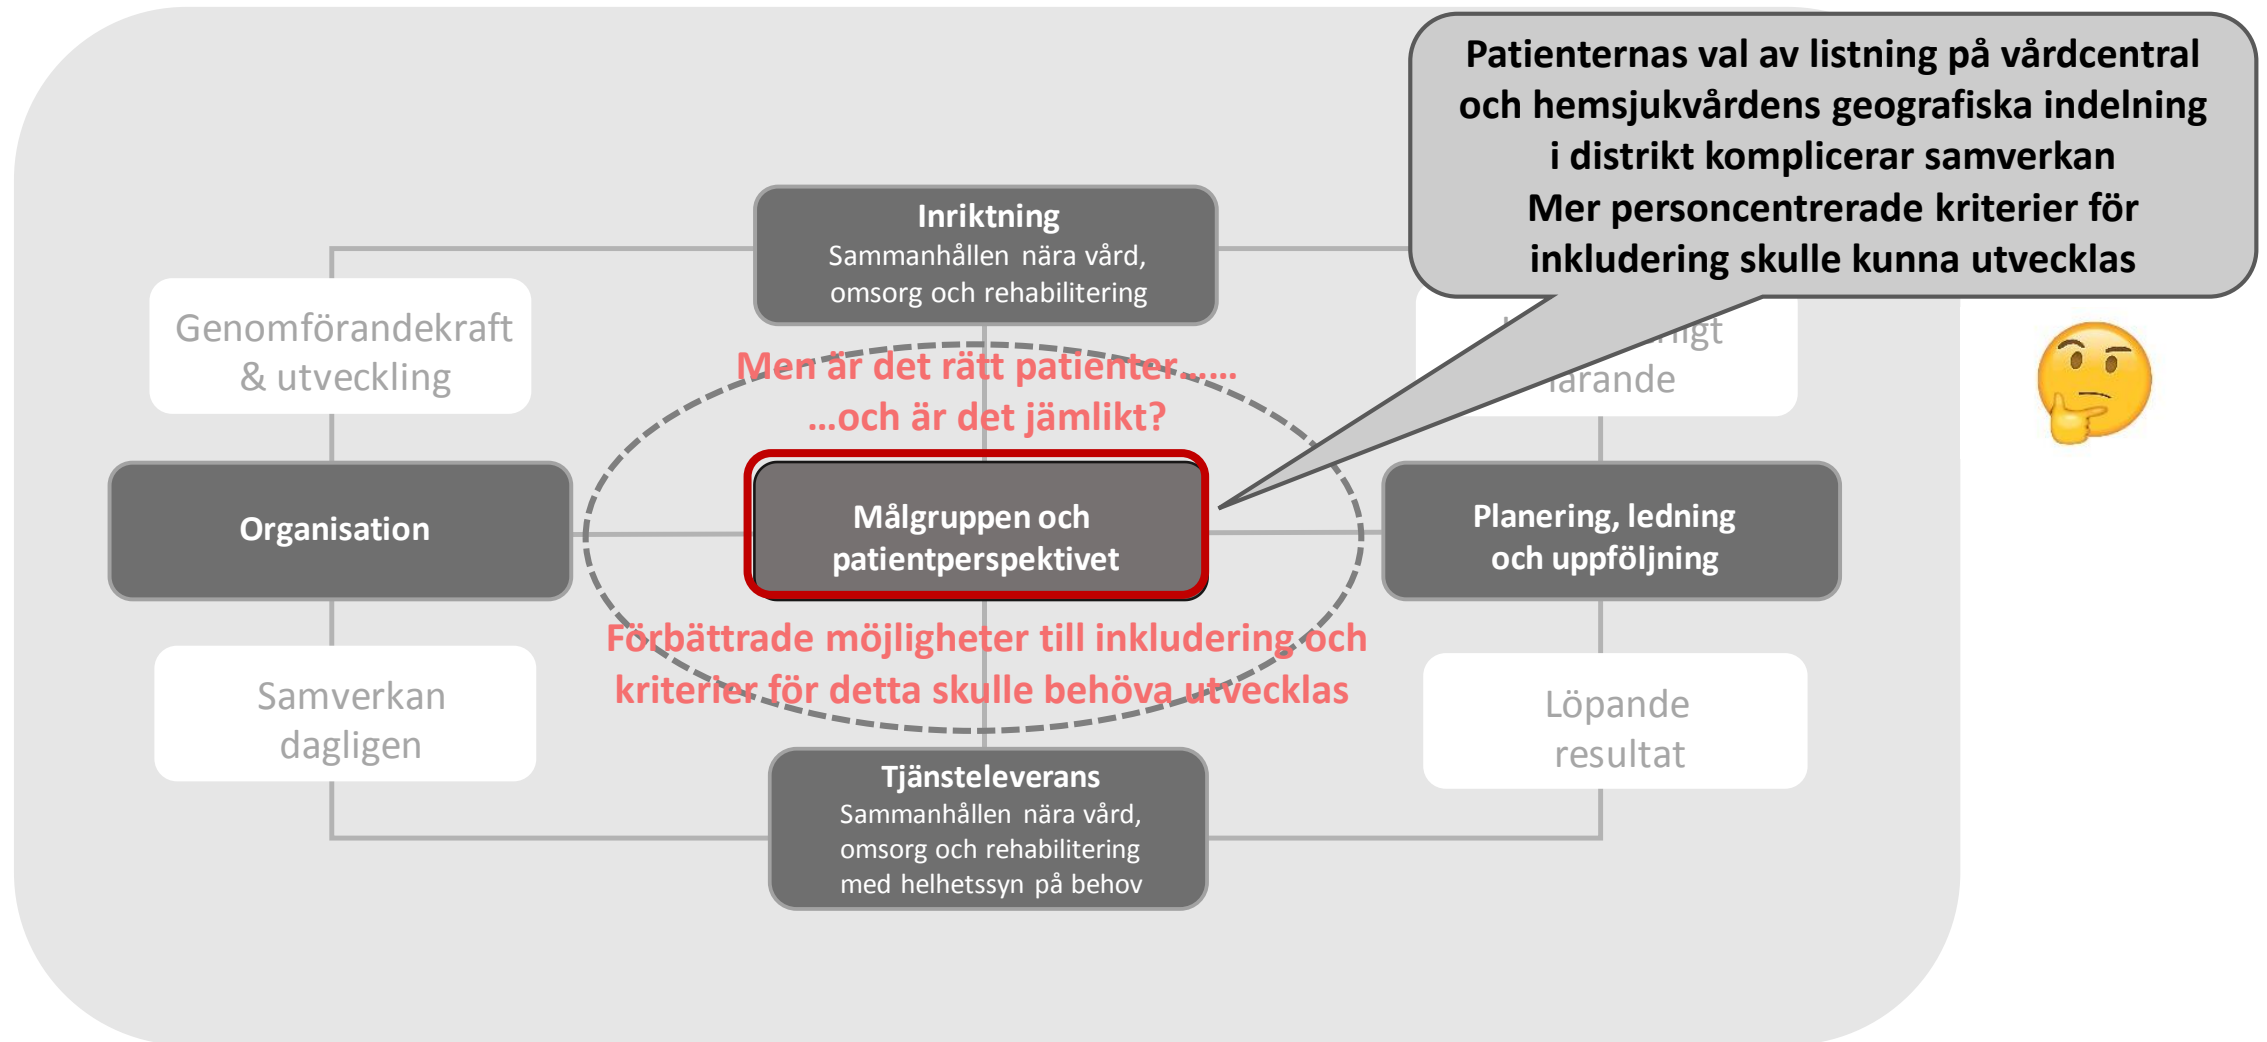 Patienternas val av listning på vårdcentral
och hemsjukvårdens geografiska indelning
i distrikt komplicerar samverkan
Mer personcentrerade kriterier för
inkludering skulle kunna utvecklas
Inriktning
Sammanhållen nära vård,
omsorg och rehabilitering
Genomförandekraft
& utveckling
Men är det rätt patienter......
...och är det jämlikt?
Organisation
Målgruppen och
patientperspektivet
Planering, ledning
och uppföljning
Förbättrade möjligheter till inkludering och
kriterier för detta skulle behöva utvecklas
Samverkan
dagligen
Löpande
resultat
Tjänsteleverans
Sammanhållen nära vård,
omsorg och rehabilitering
med helhetssyn på behov